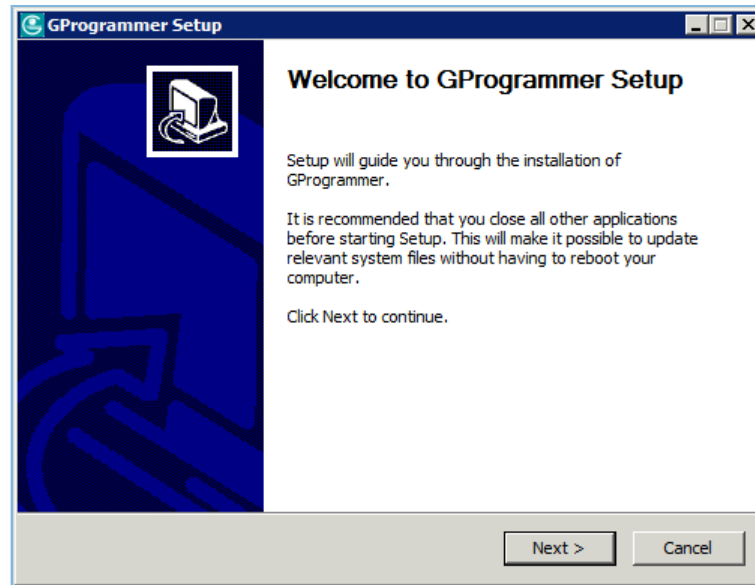 GProgrammer Setup
Welcome to GProgrammer Setup
Setup will guide you through the installation of
GProgrammer.
It is recommended that you close all other applications
before starting Setup. This will make it possible to update
relevant system files without having to reboot your
computer.
Click Next to continue.
Next >
Cancel